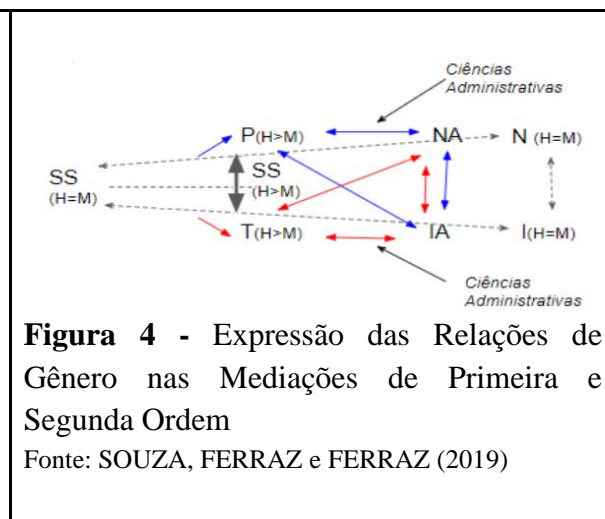 Ciências
Administrativas
P(H>M) NA N (H=M)
SS
(H=M)
SS
(H>M)
T(H>M) IA I(H=M)
Ciências
Administrativas
Figura 4 - Expressão das Relações de
Gênero nas Mediações de Primeira e
Segunda Ordem
Fonte: SOUZA, FERRAZ e FERRAZ (2019)